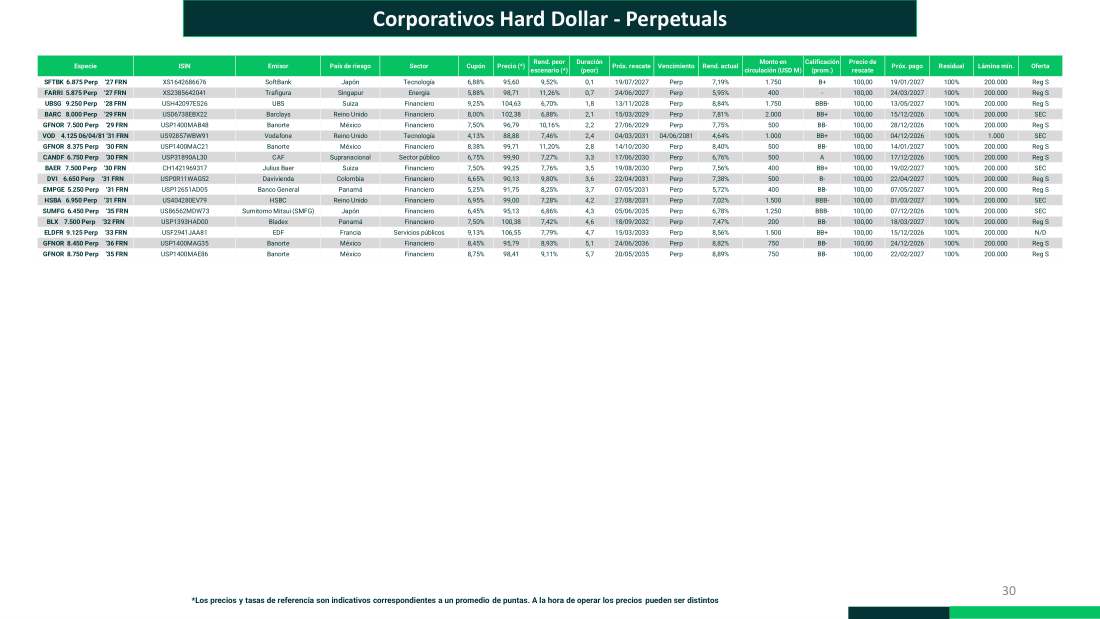 Corporativos Hard Dollar - Perpetuals
Especie ISIN Emisor País de riesgo Sector Cupón Precio (*) Rend. peor escenario (*) Duración (peor) Próx. rescate Vencimiento Rend. actual Monto en circulación (USD M) Calificación (prom.) Precio de rescate Próx. pago Residual Lámina mín. Oferta
SFTBK 6.875 Perp '27 FRN XS1642686676 SoftBank Japón Tecnología 6,88% 95,60 9,52% 0,1 19/07/2027 Perp 7,19% 1.750 B+ 100,00 19/01/2027 100% 200.000 Reg S
FARRI 5.875 Perp '27 FRN XS2385642041 Trafigura Singapur Energía 5,88% 98,71 11,26% 0,7 24/06/2027 Perp 5,95% 400 - 100,00 24/03/2027 100% 200.000 Reg S
UBSG 9.250 Perp '28 FRN USH42097ES26 UBS Suiza Financiero 9,25% 104,63 6,70% 1,8 13/11/2028 Perp 8,84% 1.750 BBB- 100,00 13/05/2027 100% 200.000 Reg S
BARC 8.000 Perp '29 FRN US06738EBX22 Barclays Reino Unido Financiero 8,00% 102,38 6,88% 2,1 15/03/2029 Perp 7,81% 2.000 BB+ 100,00 15/12/2026 100% 200.000 SEC
GFNOR 7.500 Perp '29 FRN USP1400MAB48 Banorte México Financiero 7,50% 96,79 10,16% 2,2 27/06/2029 Perp 7,75% 500 BB- 100,00 28/12/2026 100% 200.000 Reg S
VOD 4.125 06/04/81 '31 FRN US92857WBW91 Vodafone Reino Unido Tecnología 4,13% 88,88 7,46% 2,4 04/03/2031 04/06/2081 4,64% 1.000 BB+ 100,00 04/12/2026 100% 1.000 SEC
GFNOR 8.375 Perp '30 FRN USP1400MAC21 Banorte México Financiero 8,38% 99,71 11,20% 2,8 14/10/2030 Perp 8,40% 500 BB- 100,00 14/01/2027 100% 200.000 Reg S
CANDF 6.750 Perp '30 FRN USP31890AL30 CAF Supranacional Sector público 6,75% 99,90 7,27% 3,3 17/06/2030 Perp 6,76% 500 A 100,00 17/12/2026 100% 200.000 Reg S
BAER 7.500 Perp '30 FRN CH1421969317 Julius Baer Suiza Financiero 7,50% 99,25 7,76% 3,5 19/08/2030 Perp 7,56% 400 BB+ 100,00 19/02/2027 100% 200.000 SEC
DVI 6.650 Perp '31 FRN USP0R11WAG52 Davivienda Colombia Financiero 6,65% 90,13 9,80% 3,6 22/04/2031 Perp 7,38% 500 B- 100,00 22/04/2027 100% 200.000 Reg S
EMPGE 5.250 Perp '31 FRN USP12651AD05 Banco General Panamá Financiero 5,25% 91,75 8,25% 3,7 07/05/2031 Perp 5,72% 400 BB- 100,00 07/05/2027 100% 200.000 Reg S
HSBA 6.950 Perp '31 FRN US404280EV79 HSBC Reino Unido Financiero 6,95% 99,00 7,28% 4,2 27/08/2031 Perp 7,02% 1.500 BBB- 100,00 01/03/2027 100% 200.000 SEC
SUMFG 6.450 Perp '35 FRN US86562MDW73 Sumitomo Mitsui (SMFG) Japón Financiero 6,45% 95,13 6,86% 4,3 05/06/2035 Perp 6,78% 1.250 BBB- 100,00 07/12/2026 100% 200.000 SEC
BLX 7.500 Perp '32 FRN USP1393HAD00 Bladex Panamá Financiero 7,50% 100,38 7,42% 4,6 18/09/2032 Perp 7,47% 200 BB 100,00 18/03/2027 100% 200.000 Reg S
ELDFR 9.125 Perp '33 FRN USF2941JAA81 EDF Francia Servicios públicos 9,13% 106,55 7,79% 4,7 15/03/2033 Perp 8,56% 1.500 BB+ 100,00 15/12/2026 100% 200.000 N/D
GFNOR 8.450 Perp '36 FRN USP1400MAG35 Banorte México Financiero 8,45% 95,79 8,93% 5,1 24/06/2036 Perp 8,82% 750 BB- 100,00 24/12/2026 100% 200.000 Reg S
GFNOR 8.750 Perp '35 FRN USP1400MAE86 Banorte México Financiero 8,75% 98,41 9,11% 5,7 20/05/2035 Perp 8,89% 750 BB- 100,00 22/02/2027 100% 200.000 Reg S
30
*Los precios y tasas de referencia son indicativos correspondientes a un promedio de puntas. A la hora de operar los precios pueden ser distintos